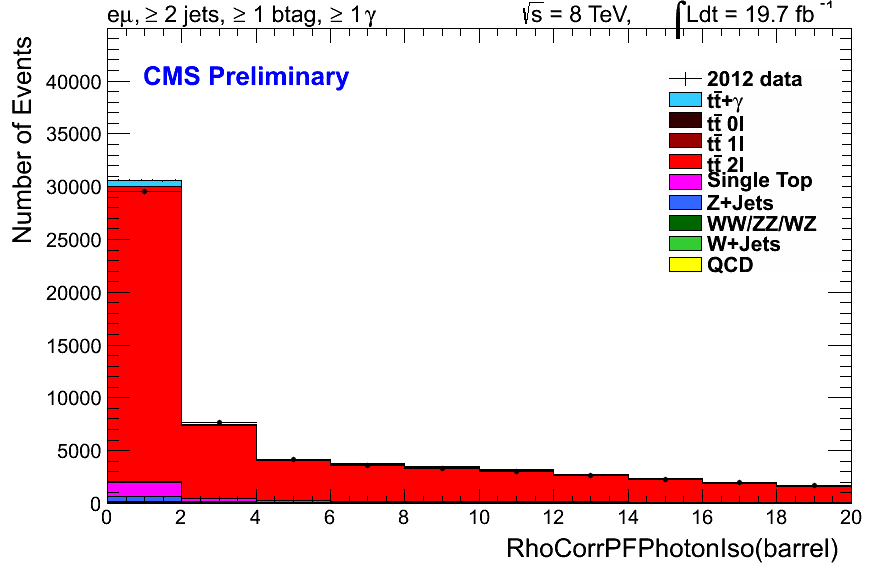 eμ, ≥ 2 jets, ≥ 1 btag, ≥ 1 γ
√s = 8 TeV, ∫Ldt = 19.7 fb⁻¹
CMS Preliminary
Number of Events
40000
35000
30000
25000
20000
15000
10000
5000
0
2012 data
tt̄+γ
tt̄ 0l
tt̄ 1l
tt̄ 2l
Single Top
Z+Jets
WW/ZZ/WZ
W+Jets
QCD
0 2 4 6 8 10 12 14 16 18 20
RhoCorrPFPhotonIso(barrel)